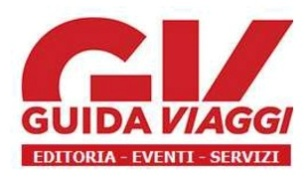 GV
GUIDA VIAGGI
EDITORIA - EVENTI - SERVIZI